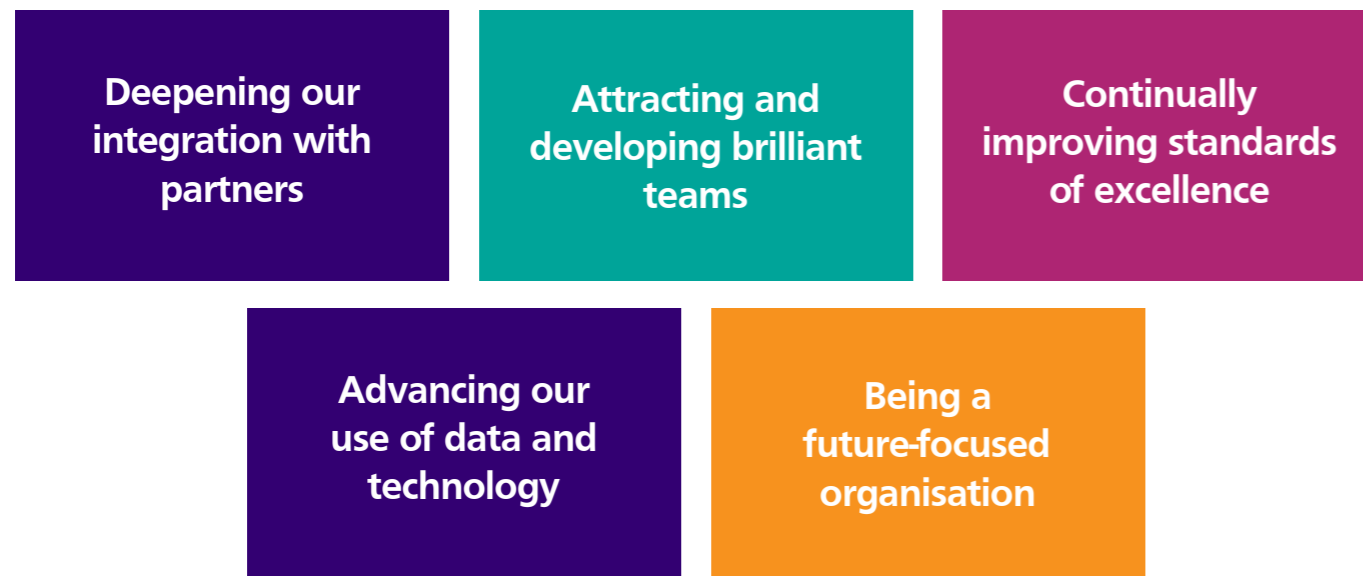 Deepening our
integration with
partners
Attracting and
developing brilliant
teams
Continually
improving standards
of excellence
Advancing our
use of data and
technology
Being a
future-focused
organisation